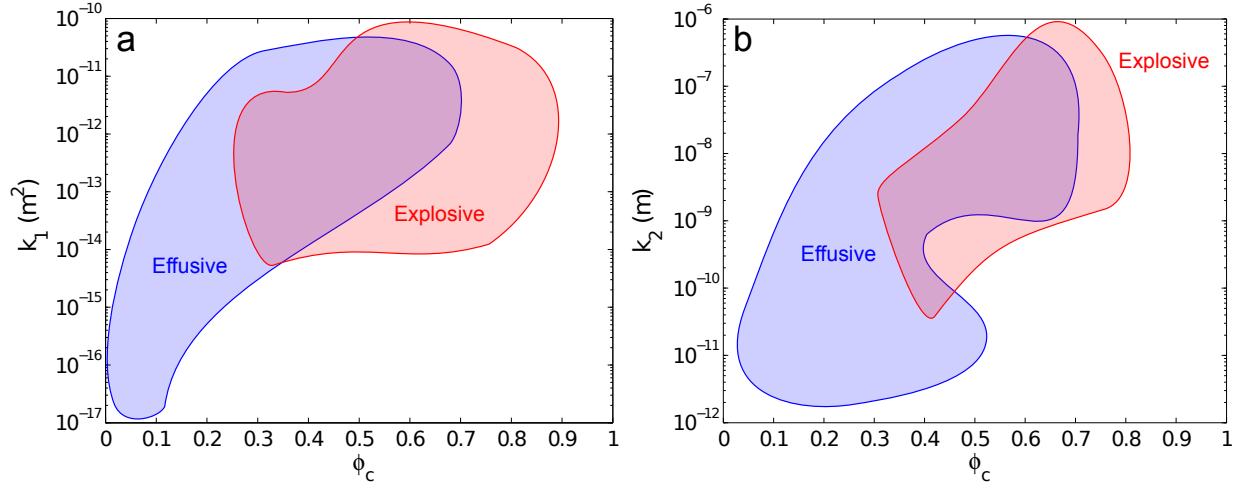 a
k₁ (m²)
10⁻¹⁰
10⁻¹¹
10⁻¹²
10⁻¹³
10⁻¹⁴
10⁻¹⁵
10⁻¹⁶
10⁻¹⁷
Explosive
Effusive
0 0.1 0.2 0.3 0.4 0.5 0.6 0.7 0.8 0.9 1
ϕ_c
b
k₂ (m)
10⁻⁶
10⁻⁷
10⁻⁸
10⁻⁹
10⁻¹⁰
10⁻¹¹
10⁻¹²
Explosive
Effusive
0 0.1 0.2 0.3 0.4 0.5 0.6 0.7 0.8 0.9 1
ϕ_c